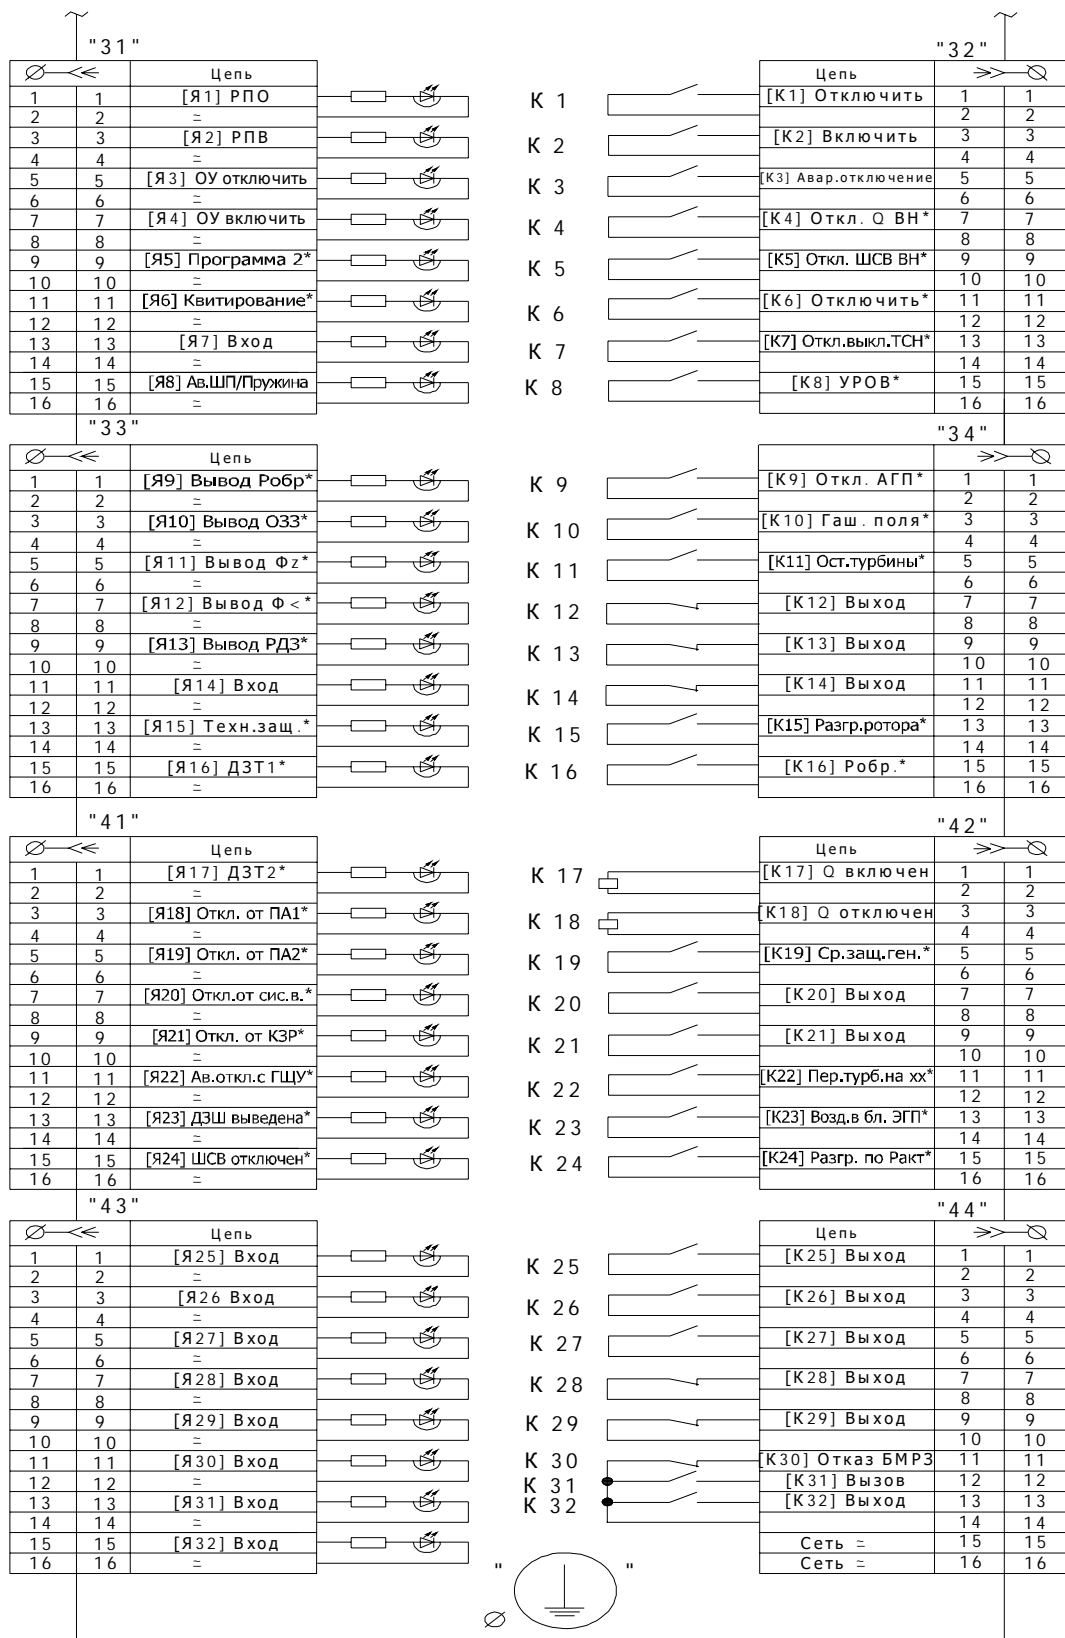 "31" "32"
Цепь Цепь
1 1 [Я1] РПО К 1 [К1] Отключить 1 1
2 2 ≃ 2 2
3 3 [Я2] РПВ К 2 [К2] Включить 3 3
4 4 ≃ 4 4
5 5 [Я3] ОУ отключить К 3 [К3] Авар.отключение 5 5
6 6 ≃ 6 6
7 7 [Я4] ОУ включить К 4 [К4] Откл. Q ВН* 7 7
8 8 ≃ 8 8
9 9 [Я5] Программа 2* К 5 [К5] Откл. ШСВ ВН* 9 9
10 10 ≃ 10 10
11 11 [Я6] Квитирование* К 6 [К6] Отключить* 11 11
12 12 ≃ 12 12
13 13 [Я7] Вход К 7 [К7] Откл.выкл.ТСН* 13 13
14 14 ≃ 14 14
15 15 [Я8] Ав.ШП/Пружина К 8 [К8] УРОВ* 15 15
16 16 ≃ 16 16
"33" "34"
Цепь
1 1 [Я9] Вывод Робр* К 9 [К9] Откл. АГП* 1 1
2 2 ≃ 2 2
3 3 [Я10] Вывод ОЗЗ* К 10 [К10] Гаш. поля* 3 3
4 4 ≃ 4 4
5 5 [Я11] Вывод Фz* К 11 [К11] Ост.турбины* 5 5
6 6 ≃ 6 6
7 7 [Я12] Вывод Ф<* К 12 [К12] Выход 7 7
8 8 ≃ 8 8
9 9 [Я13] Вывод РДЗ* К 13 [К13] Выход 9 9
10 10 ≃ 10 10
11 11 [Я14] Вход К 14 [К14] Выход 11 11
12 12 ≃ 12 12
13 13 [Я15] Техн.защ.* К 15 [К15] Разгр.ротора* 13 13
14 14 ≃ 14 14
15 15 [Я16] ДЗТ1* К 16 [К16] Робр.* 15 15
16 16 ≃ 16 16
"41" "42"
Цепь Цепь
1 1 [Я17] ДЗТ2* К 17 [К17] Q включен 1 1
2 2 ≃ 2 2
3 3 [Я18] Откл. от ПА1* К 18 [К18] Q отключен 3 3
4 4 ≃ 4 4
5 5 [Я19] Откл. от ПА2* К 19 [К19] Ср.защ.ген.* 5 5
6 6 ≃ 6 6
7 7 [Я20] Откл.от сис.в.* К 20 [К20] Выход 7 7
8 8 ≃ 8 8
9 9 [Я21] Откл. от КЗР* К 21 [К21] Выход 9 9
10 10 ≃ 10 10
11 11 [Я22] Ав.откл.с ГЩУ* К 22 [К22] Пер.турб.на хх* 11 11
12 12 ≃ 12 12
13 13 [Я23] ДЗШ выведена* К 23 [К23] Возд.в бл. ЭГП* 13 13
14 14 ≃ 14 14
15 15 [Я24] ШСВ отключен* К 24 [К24] Разгр. по Ракт* 15 15
16 16 ≃ 16 16
"43" "44"
Цепь Цепь
1 1 [Я25] Вход К 25 [К25] Выход 1 1
2 2 ≃ 2 2
3 3 [Я26 Вход К 26 [К26] Выход 3 3
4 4 ≃ 4 4
5 5 [Я27] Вход К 27 [К27] Выход 5 5
6 6 ≃ 6 6
7 7 [Я28] Вход К 28 [К28] Выход 7 7
8 8 ≃ 8 8
9 9 [Я29] Вход К 29 [К29] Выход 9 9
10 10 ≃ 10 10
11 11 [Я30] Вход К 30 [К30] Отказ БМРЗ 11 11
12 12 ≃ К 31 [К31] Вызов 12 12
13 13 [Я31] Вход К 32 [К32] Выход 13 13
14 14 ≃ 14 14
15 15 [Я32] Вход Сеть ≃ 15 15
16 16 ≃ Сеть ≃ 16 16
" "